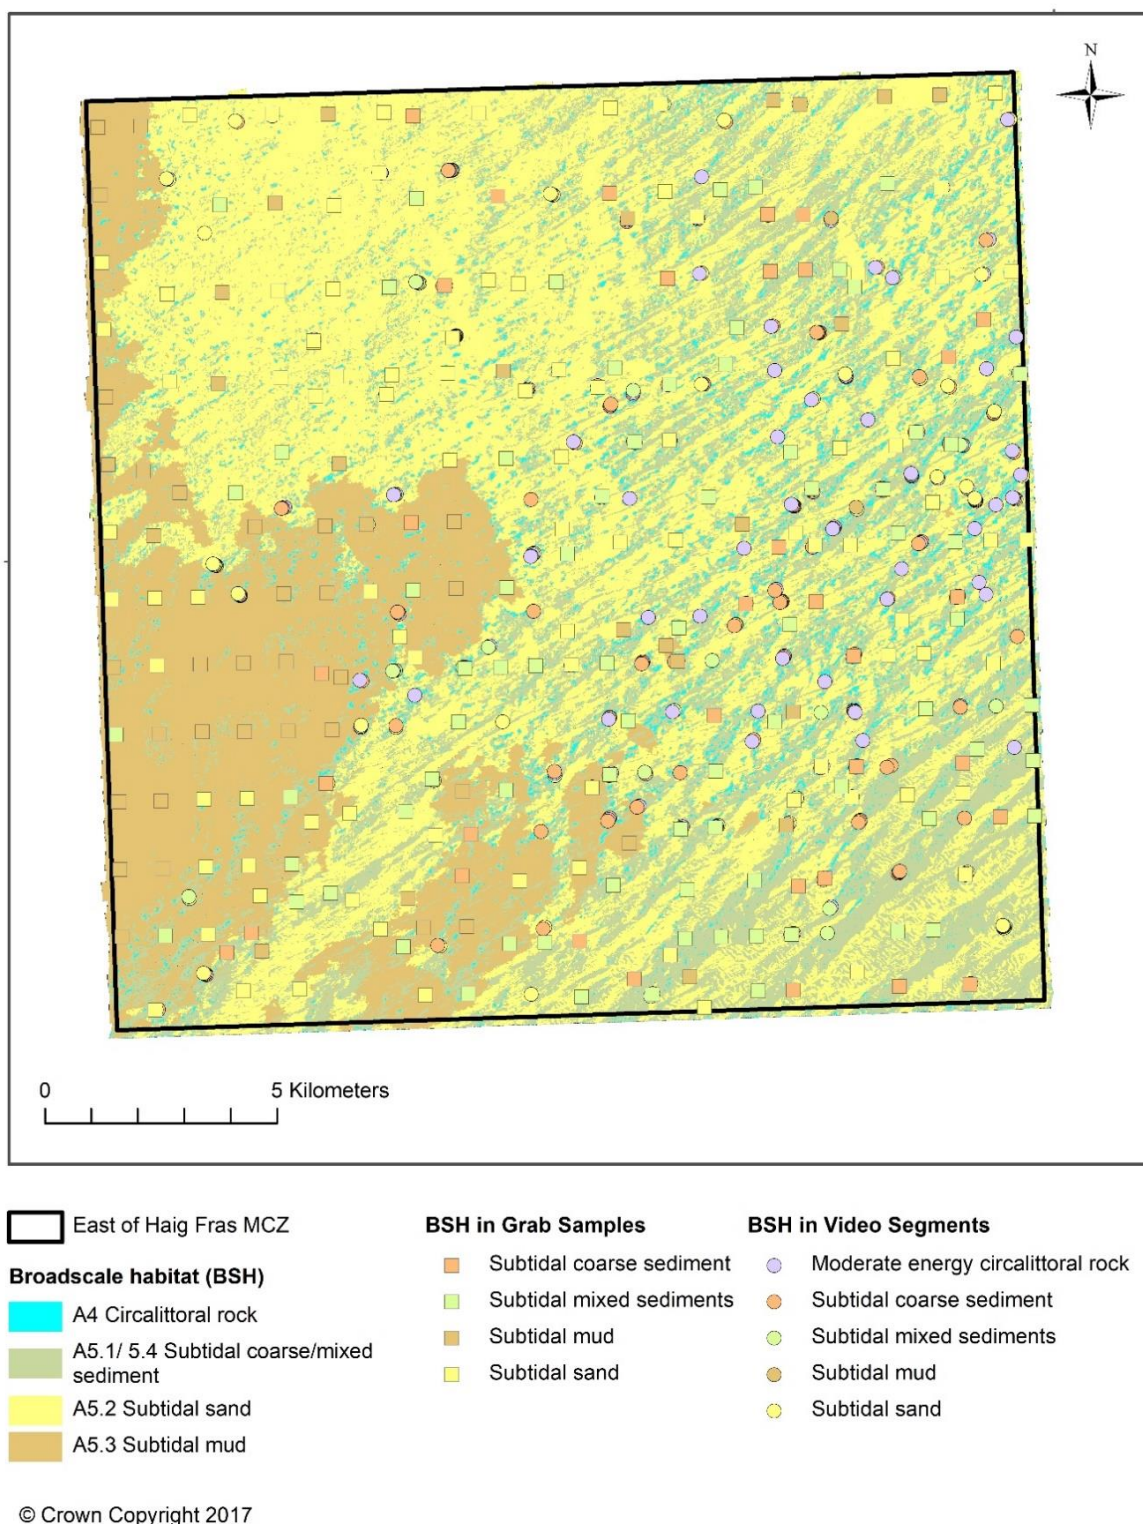 N
0 5 Kilometers
East of Haig Fras MCZ
Broadscale habitat (BSH)
A4 Circalittoral rock
A5.1/ 5.4 Subtidal coarse/mixed
sediment
A5.2 Subtidal sand
A5.3 Subtidal mud
BSH in Grab Samples
Subtidal coarse sediment
Subtidal mixed sediments
Subtidal mud
Subtidal sand
BSH in Video Segments
Moderate energy circalittoral rock
Subtidal coarse sediment
Subtidal mixed sediments
Subtidal mud
Subtidal sand
© Crown Copyright 2017